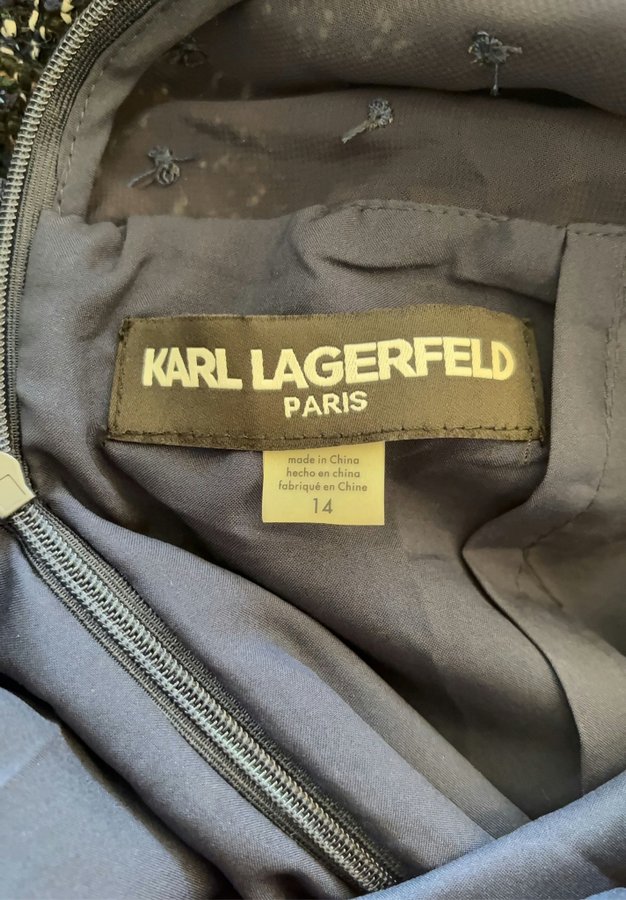 KARL LAGERFELD
PARIS
made in China
hecho en china
fabriqué en Chine
14